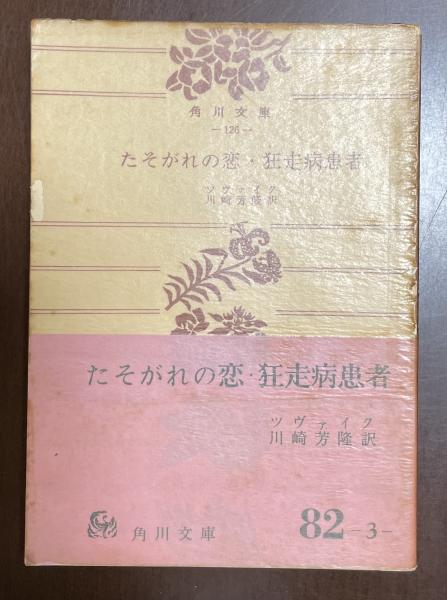 角川文庫
—126—
たそがれの恋・狂走病患者
ツヴァイク
川崎芳隆訳
たそがれの恋・狂走病患者
ツヴァイク
川崎芳隆訳
角川文庫
82—3—